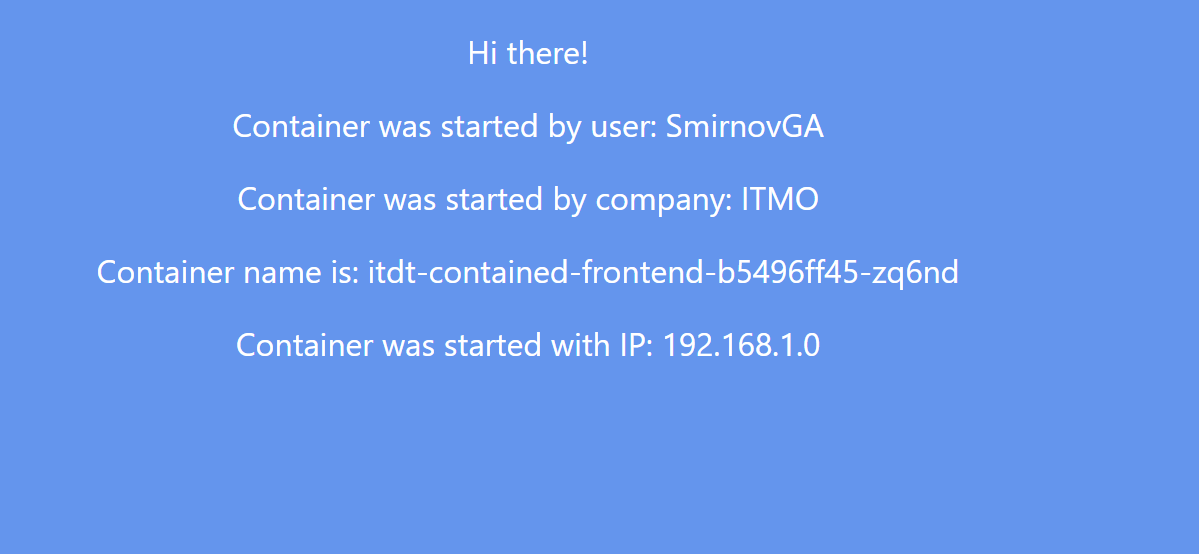 Hi there!
Container was started by user: SmirnovGA
Container was started by company: ITMO
Container name is: itdt-contained-frontend-b5496ff45-zq6nd
Container was started with IP: 192.168.1.0